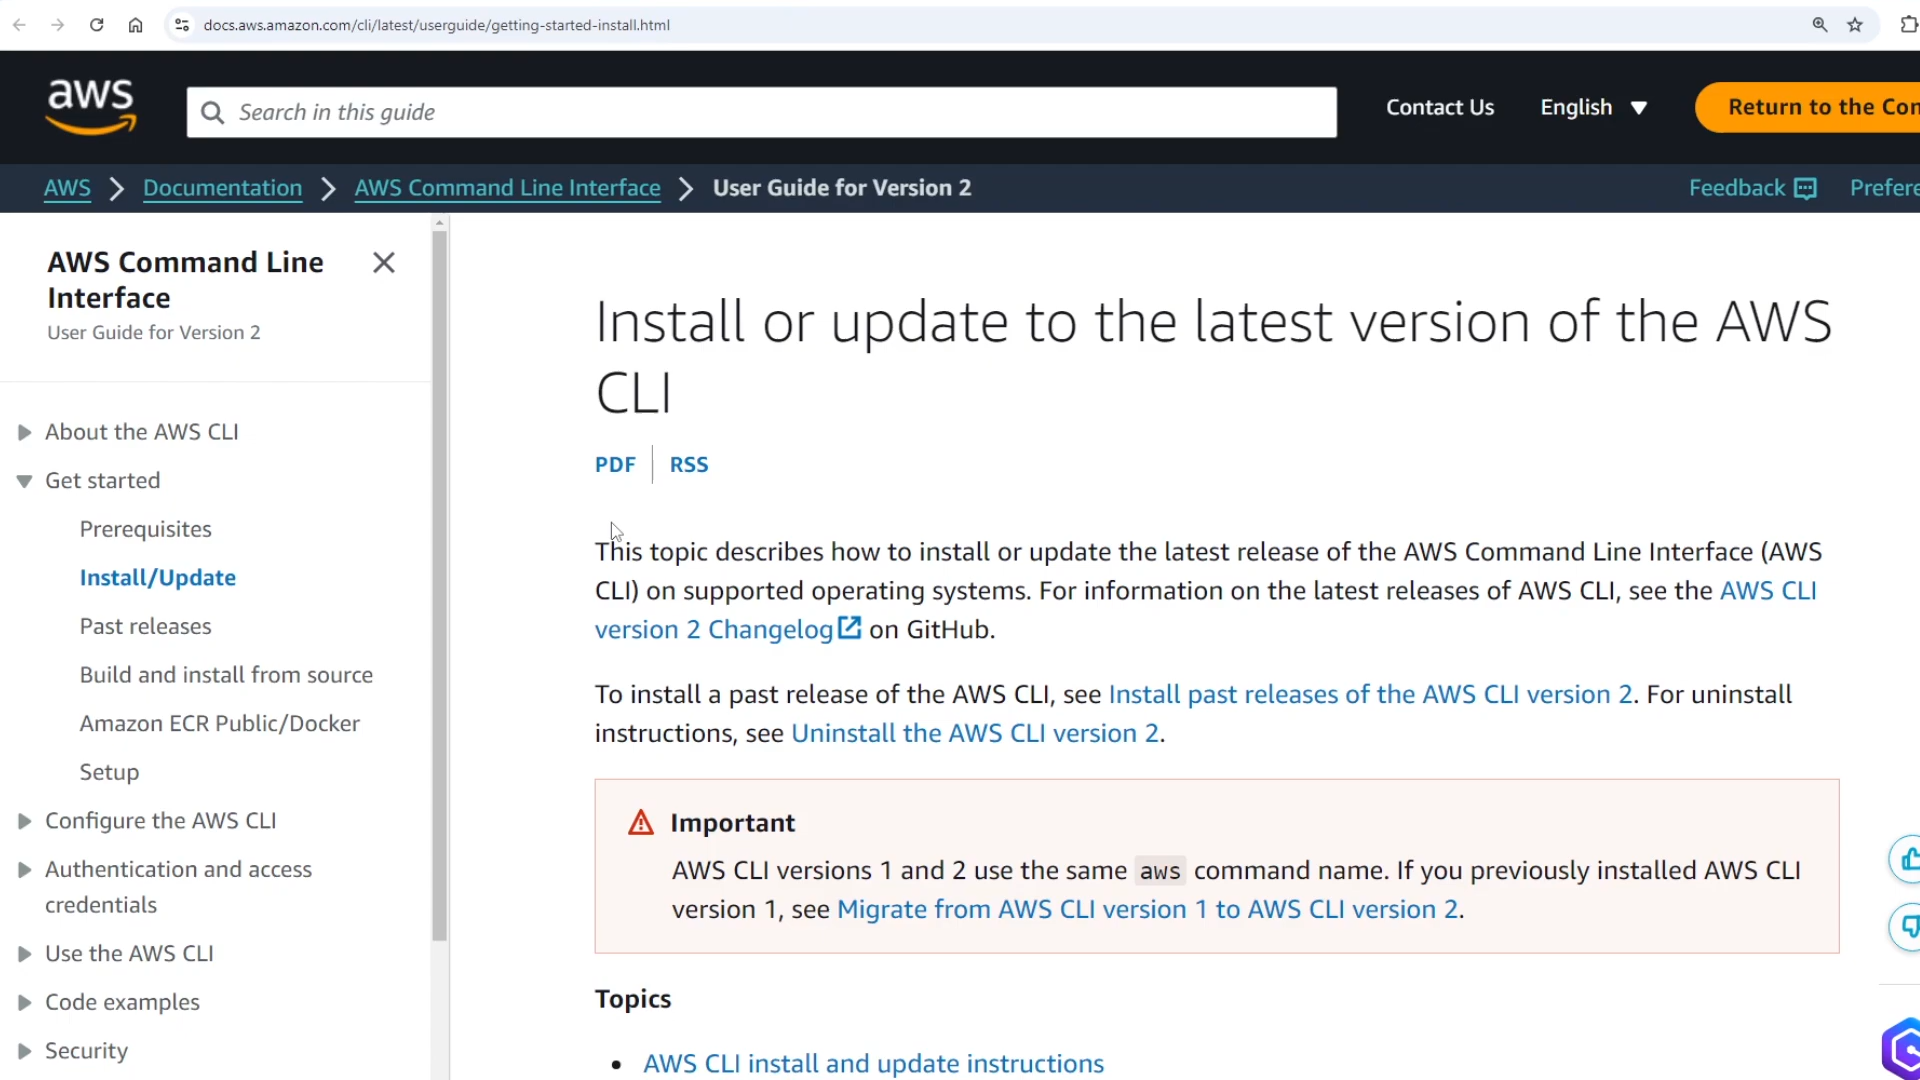 docs.aws.amazon.com/cli/latest/userguide/getting-started-install.html
aws
Search in this guide
Contact Us
English
Return to the Con
AWS
Documentation
AWS Command Line Interface
User Guide for Version 2
Feedback
Prefere
AWS Command Line
Interface
User Guide for Version 2
About the AWS CLI
Get started
Prerequisites
Install/Update
Past releases
Build and install from source
Amazon ECR Public/Docker
Setup
Configure the AWS CLI
Authentication and access
credentials
Use the AWS CLI
Code examples
Security
Install or update to the latest version of the AWS
CLI
PDF
RSS
This topic describes how to install or update the latest release of the AWS Command Line Interface (AWS
CLI) on supported operating systems. For information on the latest releases of AWS CLI, see the AWS CLI
version 2 Changelog on GitHub.
To install a past release of the AWS CLI, see Install past releases of the AWS CLI version 2. For uninstall
instructions, see Uninstall the AWS CLI version 2.
Important
AWS CLI versions 1 and 2 use the same aws command name. If you previously installed AWS CLI
version 1, see Migrate from AWS CLI version 1 to AWS CLI version 2.
Topics
• AWS CLI install and update instructions